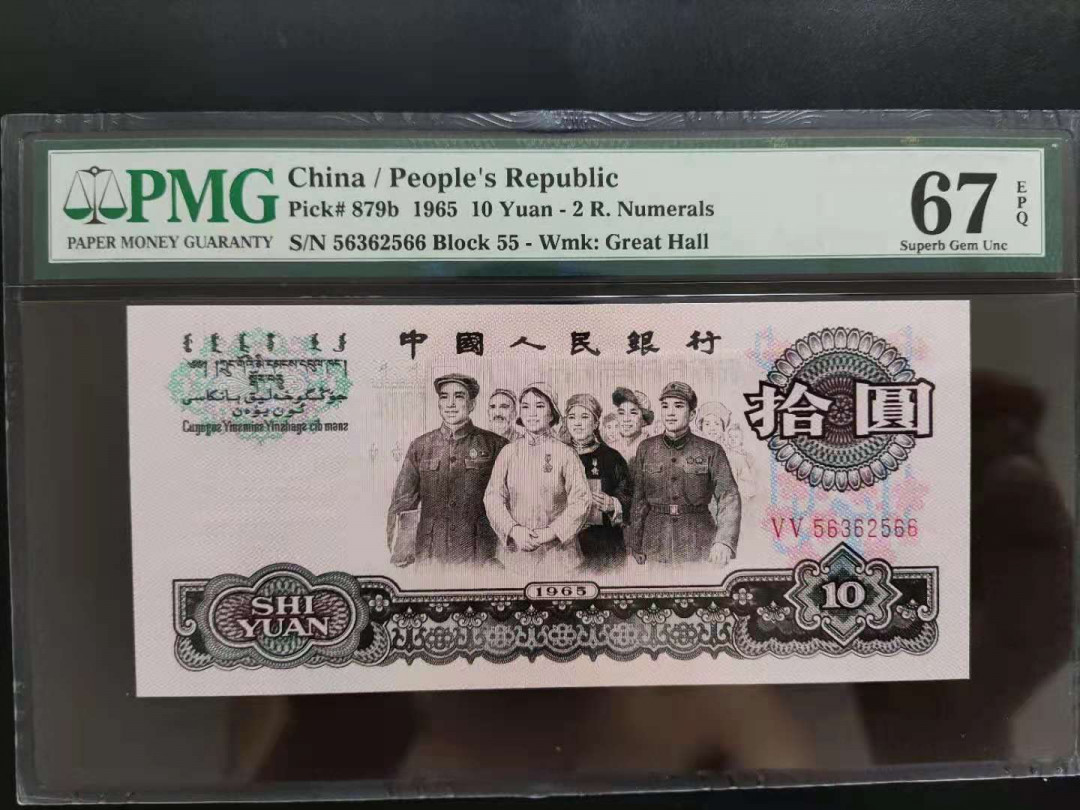 PMG
PAPER MONEY GUARANTY
China / People's Republic
Pick# 879b 1965 10 Yuan - 2 R. Numerals
S/N 56362566 Block 55 - Wmk: Great Hall
67
EPQ
Superb Gem Unc
中國人民銀行
拾圓
VV 56362566
1965
SHI
YUAN
10